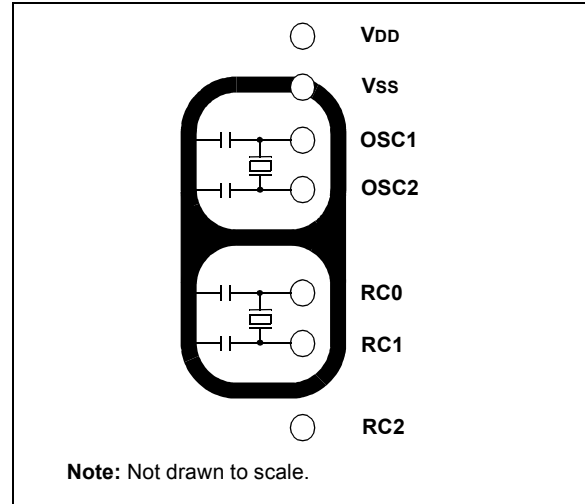 VDD
VSS
OSC1
OSC2
RC0
RC1
RC2
Note: Not drawn to scale.